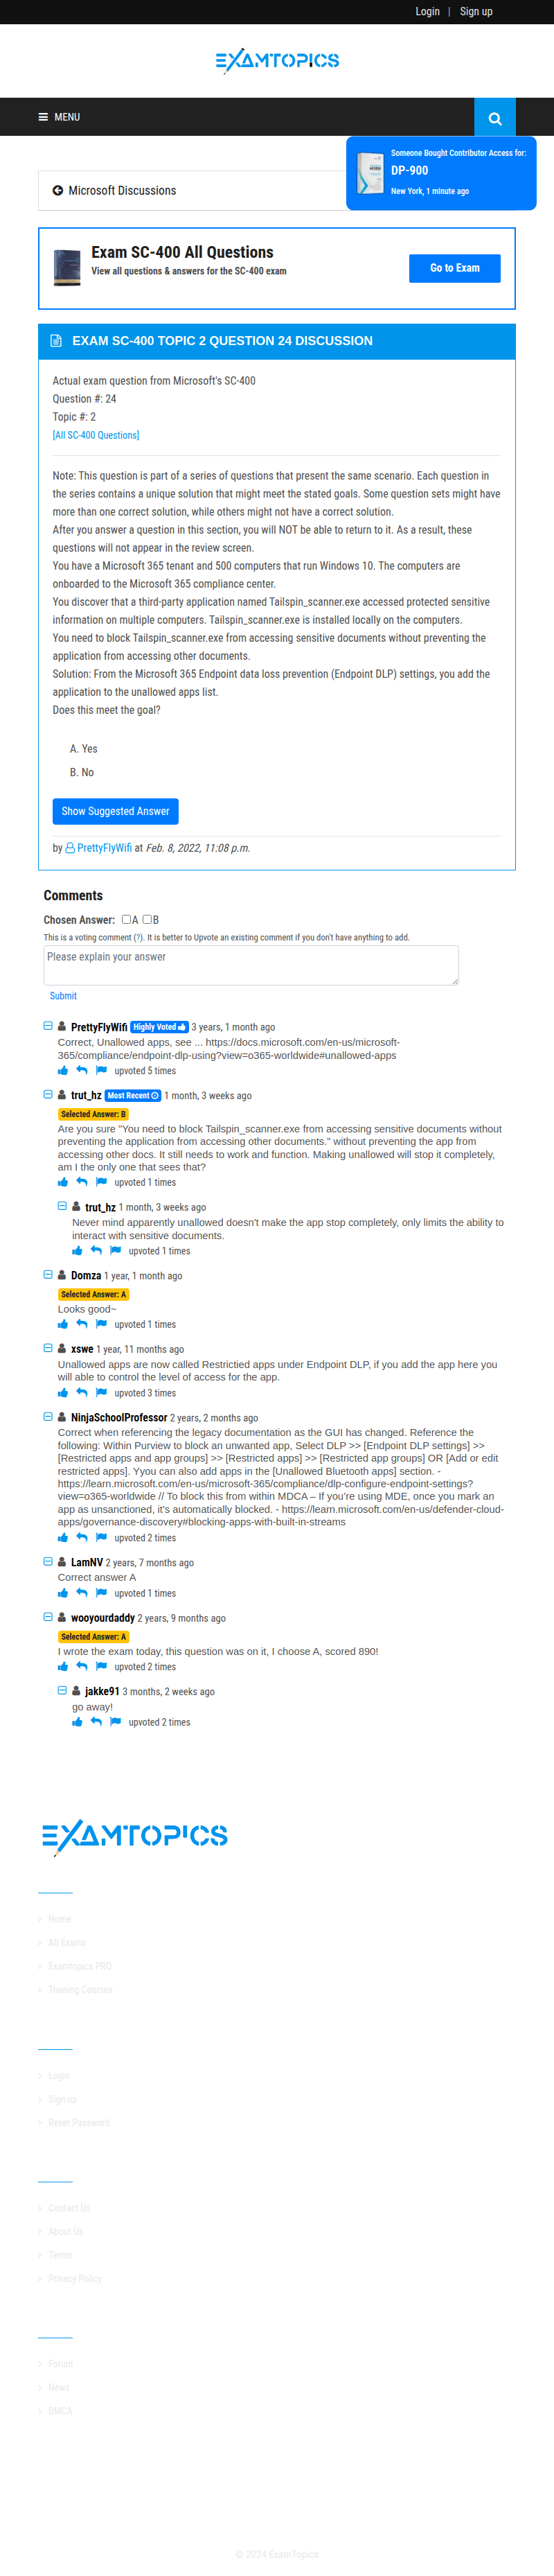 Login | Sign up
EXAMTOPICS
MENU
Someone Bought Contributor Access for:
DP-900
New York, 1 minute ago
Microsoft Discussions
Exam SC-400 All Questions
View all questions & answers for the SC-400 exam
Go to Exam
EXAM SC-400 TOPIC 2 QUESTION 24 DISCUSSION
Actual exam question from Microsoft's SC-400
Question #: 24
Topic #: 2
[All SC-400 Questions]
Note: This question is part of a series of questions that present the same scenario. Each question in
the series contains a unique solution that might meet the stated goals. Some question sets might have
more than one correct solution, while others might not have a correct solution.
After you answer a question in this section, you will NOT be able to return to it. As a result, these
questions will not appear in the review screen.
You have a Microsoft 365 tenant and 500 computers that run Windows 10. The computers are
onboarded to the Microsoft 365 compliance center.
You discover that a third-party application named Tailspin_scanner.exe accessed protected sensitive
information on multiple computers. Tailspin_scanner.exe is installed locally on the computers.
You need to block Tailspin_scanner.exe from accessing sensitive documents without preventing the
application from accessing other documents.
Solution: From the Microsoft 365 Endpoint data loss prevention (Endpoint DLP) settings, you add the
application to the unallowed apps list.
Does this meet the goal?
A. Yes
B. No
Show Suggested Answer
by PrettyFlyWifi at Feb. 8, 2022, 11:08 p.m.
Comments
Chosen Answer: A B
This is a voting comment (?). It is better to Upvote an existing comment if you don't have anything to add.
Please explain your answer
Submit
PrettyFlyWifi Highly Voted 3 years, 1 month ago
Correct, Unallowed apps, see ... https://docs.microsoft.com/en-us/microsoft-
365/compliance/endpoint-dlp-using?view=o365-worldwide#unallowed-apps
upvoted 5 times
trut_hz Most Recent 1 month, 3 weeks ago
Selected Answer: B
Are you sure "You need to block Tailspin_scanner.exe from accessing sensitive documents without
preventing the application from accessing other documents." without preventing the app from
accessing other docs. It still needs to work and function. Making unallowed will stop it completely,
am I the only one that sees that?
upvoted 1 times
trut_hz 1 month, 3 weeks ago
Never mind apparently unallowed doesn't make the app stop completely, only limits the ability to
interact with sensitive documents.
upvoted 1 times
Domza 1 year, 1 month ago
Selected Answer: A
Looks good~
upvoted 1 times
xswe 1 year, 11 months ago
Unallowed apps are now called Restrictied apps under Endpoint DLP, if you add the app here you
will able to control the level of access for the app.
upvoted 3 times
NinjaSchoolProfessor 2 years, 2 months ago
Correct when referencing the legacy documentation as the GUI has changed. Reference the
following: Within Purview to block an unwanted app, Select DLP >> [Endpoint DLP settings] >>
[Restricted apps and app groups] >> [Restricted apps] >> [Restricted app groups] OR [Add or edit
restricted apps]. Yyou can also add apps in the [Unallowed Bluetooth apps] section. -
https://learn.microsoft.com/en-us/microsoft-365/compliance/dlp-configure-endpoint-settings?
view=o365-worldwide // To block this from within MDCA – If you're using MDE, once you mark an
app as unsanctioned, it's automatically blocked. - https://learn.microsoft.com/en-us/defender-cloud-
apps/governance-discovery#blocking-apps-with-built-in-streams
upvoted 2 times
LamNV 2 years, 7 months ago
Correct answer A
upvoted 1 times
wooyourdaddy 2 years, 9 months ago
Selected Answer: A
I wrote the exam today, this question was on it, I choose A, scored 890!
upvoted 2 times
jakke91 3 months, 2 weeks ago
go away!
upvoted 2 times
EXAMTOPICS
Home
All Exams
Examtopics PRO
Training Courses
Login
Sign up
Reset Password
Contact Us
About Us
Terms
Privacy Policy
Forum
News
DMCA
© 2024 ExamTopics